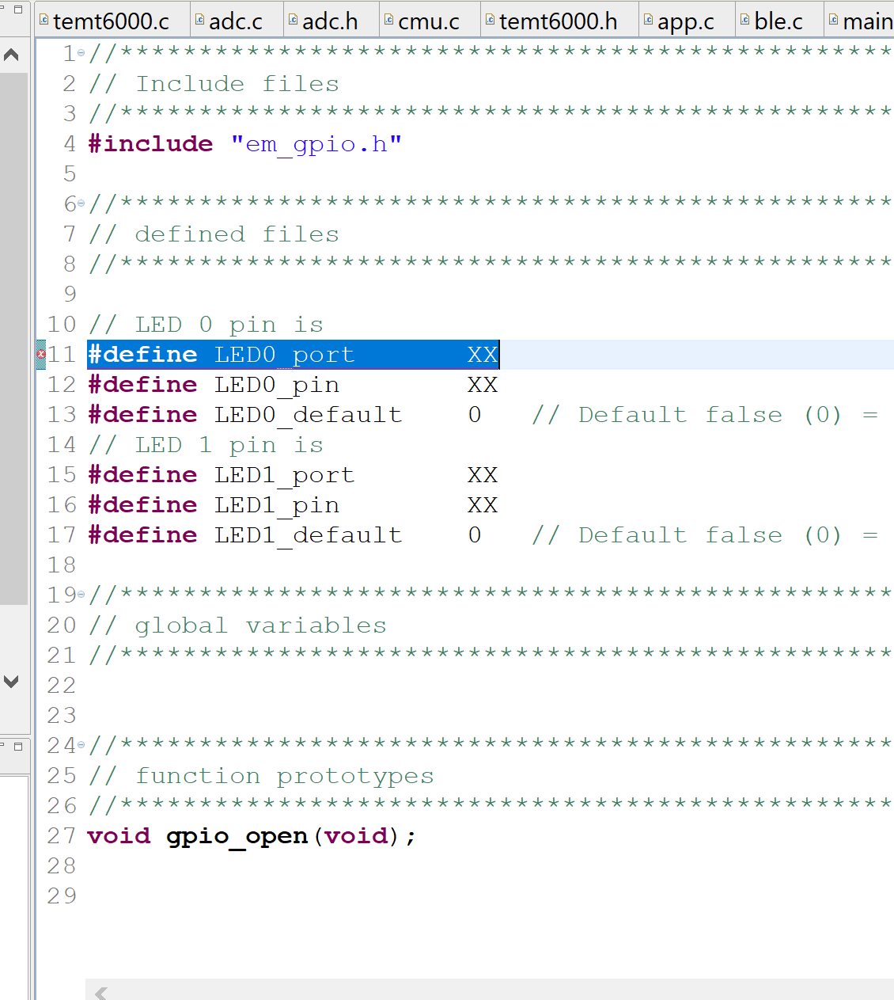 temt6000.c adc.c adc.h cmu.c temt6000.h app.c ble.c main
1 //*************************************************
2 // Include files
3 //*************************************************
4 #include "em_gpio.h"
5
6 //*************************************************
7 // defined files
8 //*************************************************
9
10 // LED 0 pin is
11 #define LED0_port XX
12 #define LED0_pin XX
13 #define LED0_default 0 // Default false (0) =
14 // LED 1 pin is
15 #define LED1_port XX
16 #define LED1_pin XX
17 #define LED1_default 0 // Default false (0) =
18
19 //*************************************************
20 // global variables
21 //*************************************************
22
23
24 //*************************************************
25 // function prototypes
26 //*************************************************
27 void gpio_open(void);
28
29